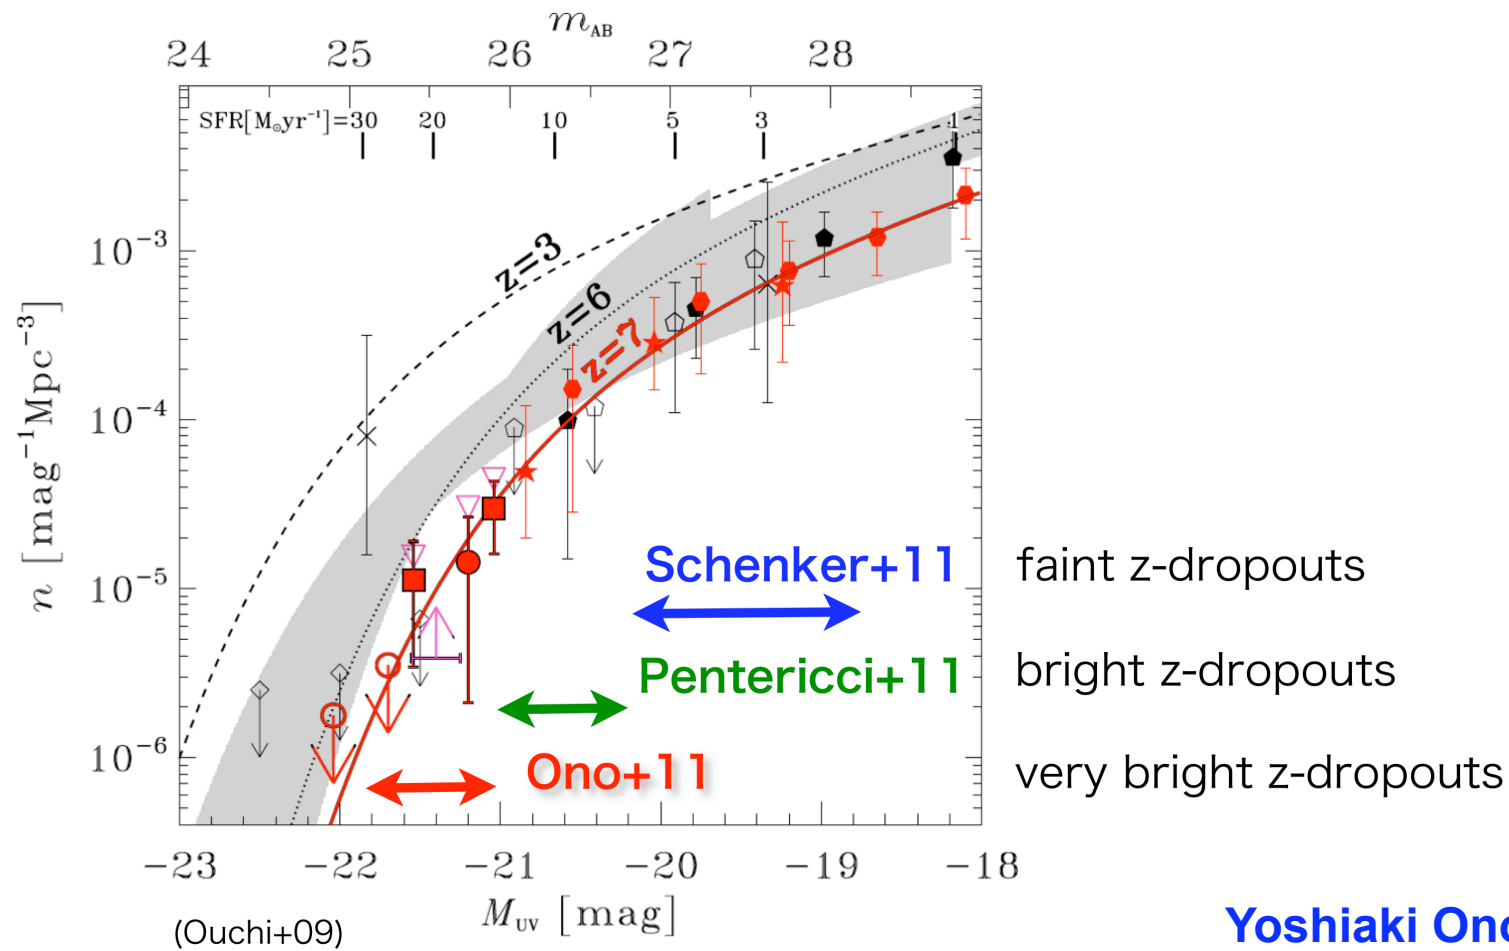 m_AB
24 25 26 27 28
SFR[M⊙yr⁻¹]=30 20 10 5 3 1
z=3
z=6
z=7
n [mag⁻¹Mpc⁻³]
10⁻³
10⁻⁴
10⁻⁵
10⁻⁶
Schenker+11 faint z-dropouts
Pentericci+11 bright z-dropouts
Ono+11 very bright z-dropouts
−23 −22 −21 −20 −19 −18
M_UV [mag]
(Ouchi+09)
Yoshiaki Ono